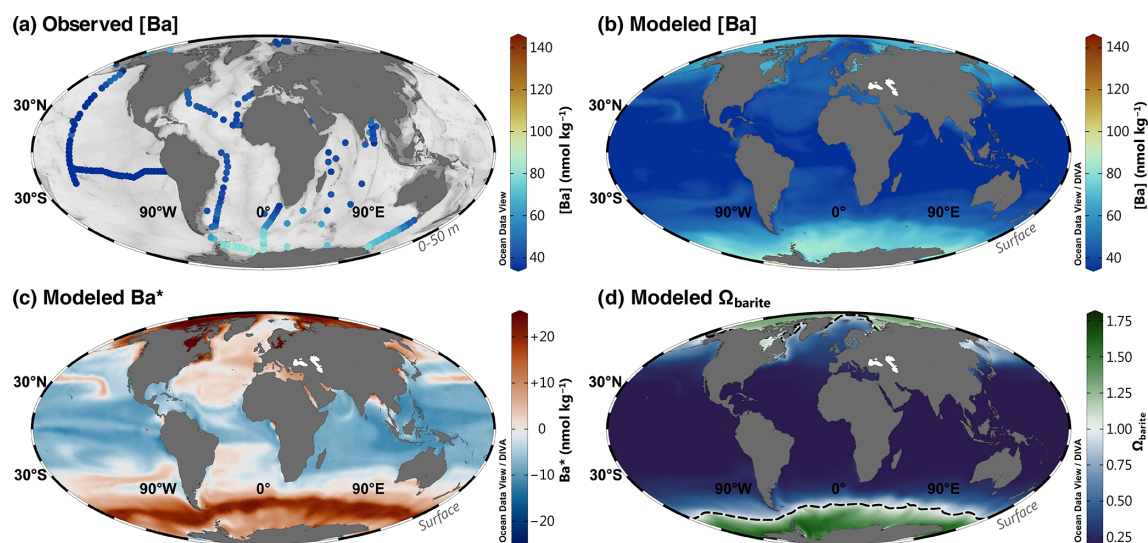 (a) Observed [Ba]
30°N
30°S
90°W
0°
90°E
0–50 m
Ocean Data View
140
120
100
80
60
40
[Ba] (nmol kg⁻¹)
(b) Modeled [Ba]
30°N
30°S
90°W
0°
90°E
Surface
Ocean Data View / DIVA
140
120
100
80
60
40
[Ba] (nmol kg⁻¹)
(c) Modeled Ba*
30°N
30°S
90°W
0°
90°E
Surface
Ocean Data View / DIVA
+20
+10
0
−10
−20
Ba* (nmol kg⁻¹)
(d) Modeled Ωbarite
30°N
30°S
90°W
0°
90°E
Surface
Ocean Data View / DIVA
1.75
1.50
1.25
1.00
0.75
0.50
0.25
Ωbarite